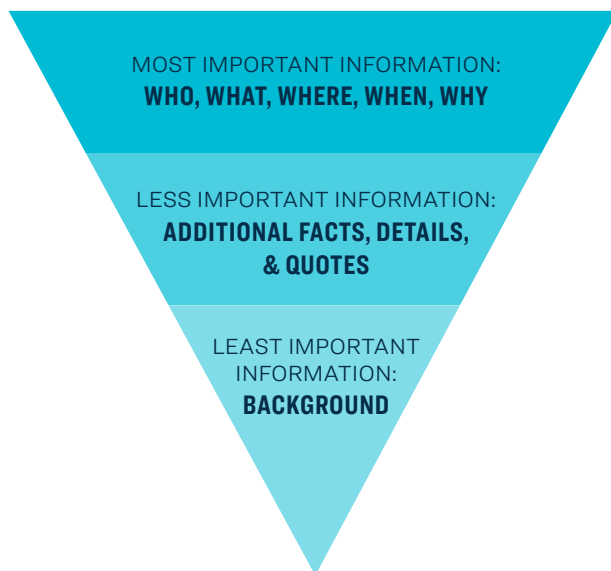 MOST IMPORTANT INFORMATION:
WHO, WHAT, WHERE, WHEN, WHY
LESS IMPORTANT INFORMATION:
ADDITIONAL FACTS, DETAILS,
& QUOTES
LEAST IMPORTANT
INFORMATION:
BACKGROUND